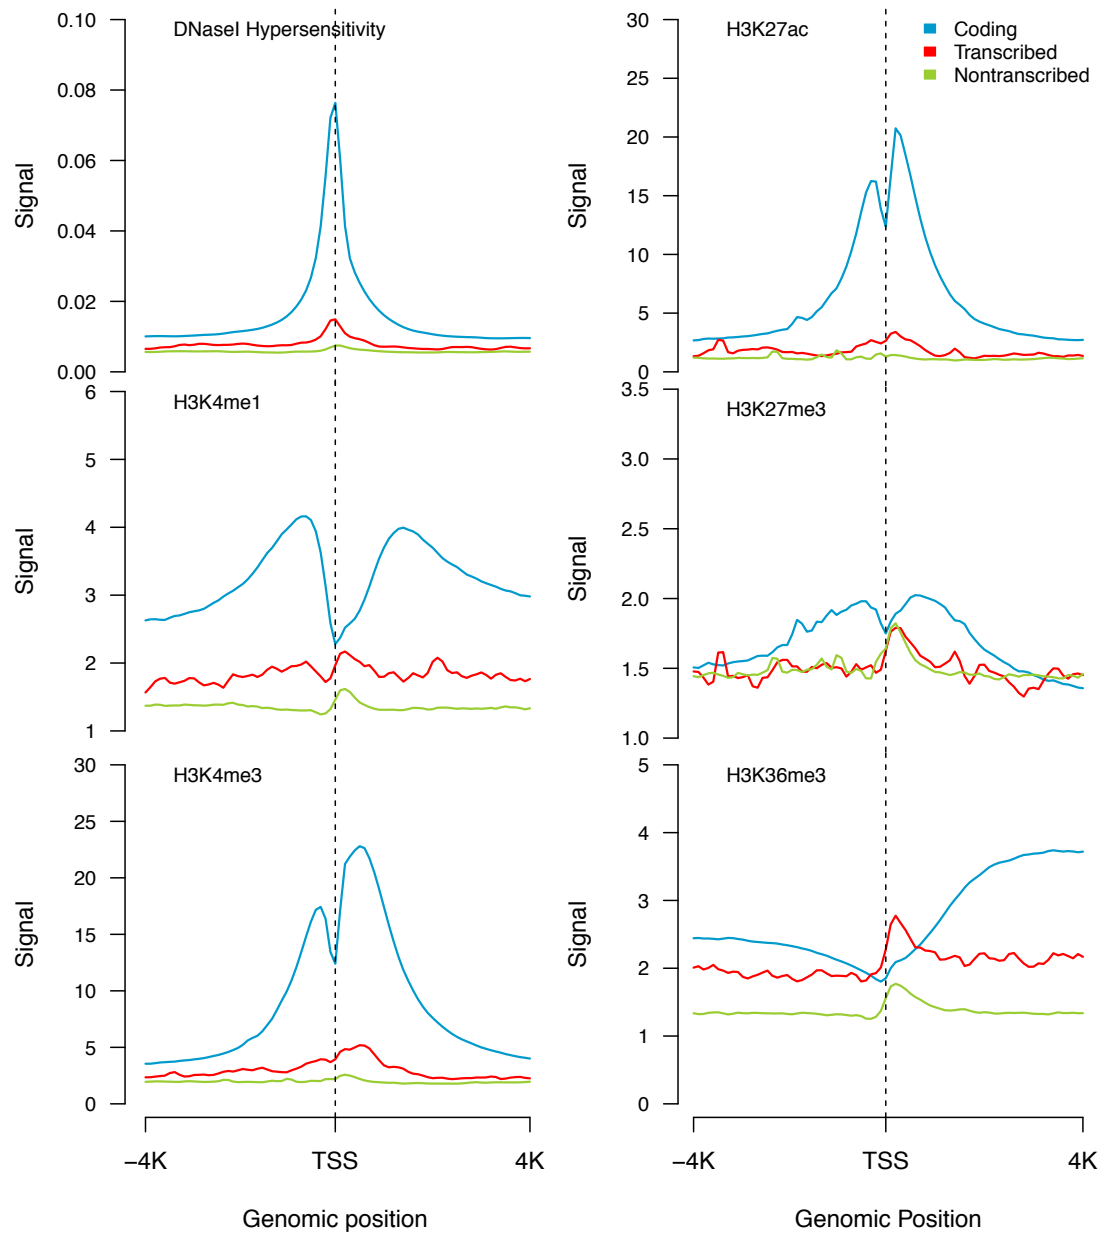 DNaseI Hypersensitivity
0.10
0.08
0.06
0.04
0.02
0.00
Signal
H3K27ac
Coding
Transcribed
Nontranscribed
30
25
20
15
10
5
0
Signal
H3K4me1
6
5
4
3
2
1
Signal
H3K27me3
3.5
3.0
2.5
2.0
1.5
1.0
Signal
H3K4me3
30
25
20
15
10
5
0
Signal
−4K TSS 4K
Genomic position
H3K36me3
5
4
3
2
1
0
Signal
−4K TSS 4K
Genomic Position